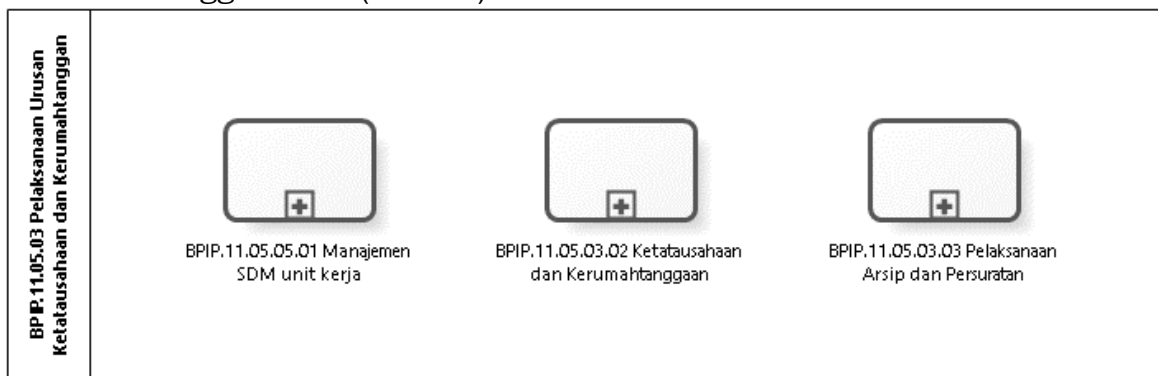 BPIP.11.05.03 Pelaksanaan Urusan
Ketatausahaan dan Kerumahtanggan
BPIP.11.05.05.01 Manajemen
SDM unit kerja
BPIP.11.05.03.02 Ketatausahaan
dan Kerumahtanggaan
BPIP.11.05.03.03 Pelaksanaan
Arsip dan Persuratan